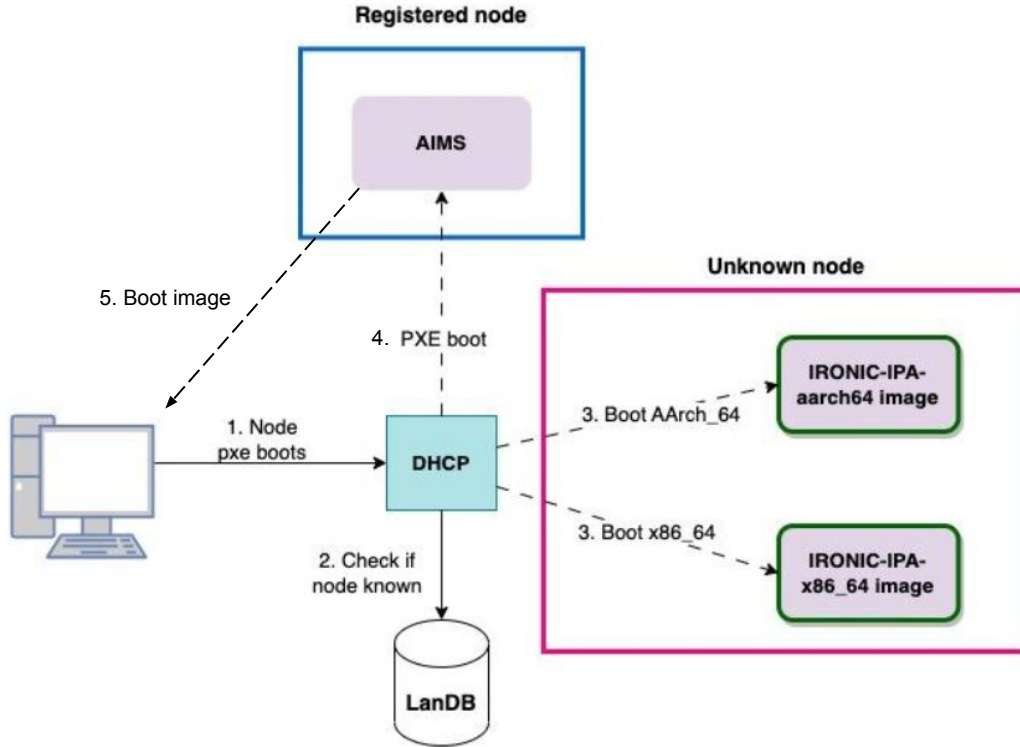 Registered node
AIMS
Unknown node
5. Boot image
4. PXE boot
IRONIC-IPA-
aarch64 image
3. Boot AArch_64
1. Node
pxe boots
DHCP
3. Boot x86_64
2. Check if
node known
IRONIC-IPA-
x86_64 image
LanDB